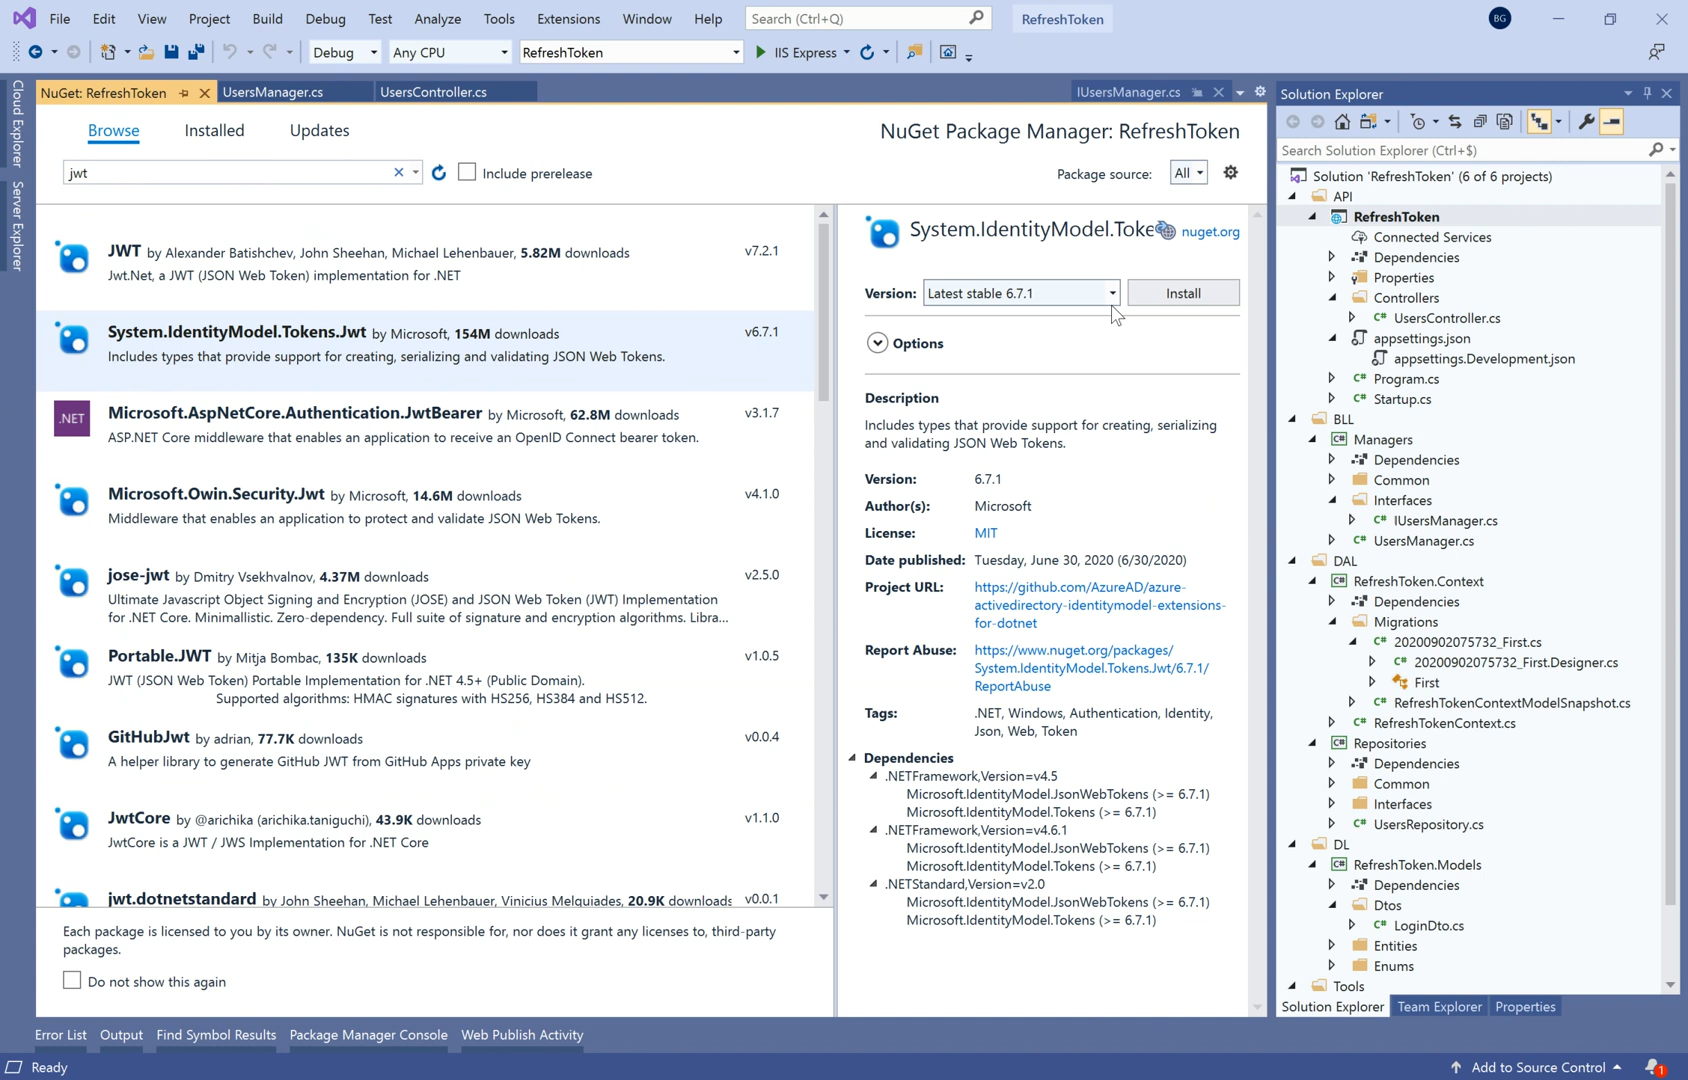 File Edit View Project Build Debug Test Analyze Tools Extensions Window Help Search (Ctrl+Q) RefreshToken BG
Debug Any CPU RefreshToken IIS Express
Cloud Explorer
Server Explorer
NuGet: RefreshToken UsersManager.cs UsersController.cs IUsersManager.cs
Browse Installed Updates
NuGet Package Manager: RefreshToken
jwt
Include prerelease
Package source: All
JWT by Alexander Batishchev, John Sheehan, Michael Lehenbauer, 5.82M downloads v7.2.1
Jwt.Net, a JWT (JSON Web Token) implementation for .NET
System.IdentityModel.Tokens.Jwt by Microsoft, 154M downloads v6.7.1
Includes types that provide support for creating, serializing and validating JSON Web Tokens.
.NET
Microsoft.AspNetCore.Authentication.JwtBearer by Microsoft, 62.8M downloads v3.1.7
ASP.NET Core middleware that enables an application to receive an OpenID Connect bearer token.
Microsoft.Owin.Security.Jwt by Microsoft, 14.6M downloads v4.1.0
Middleware that enables an application to protect and validate JSON Web Tokens.
jose-jwt by Dmitry Vsekhvalnov, 4.37M downloads v2.5.0
Ultimate Javascript Object Signing and Encryption (JOSE) and JSON Web Token (JWT) Implementation
for .NET Core. Minimallistic. Zero-dependency. Full suite of signature and encryption algorithms. Libra...
Portable.JWT by Mitja Bombac, 135K downloads v1.0.5
JWT (JSON Web Token) Portable Implementation for .NET 4.5+ (Public Domain).
Supported algorithms: HMAC signatures with HS256, HS384 and HS512.
GitHubJwt by adrian, 77.7K downloads v0.0.4
A helper library to generate GitHub JWT from GitHub Apps private key
JwtCore by @arichika (arichika.taniguchi), 43.9K downloads v1.1.0
JwtCore is a JWT / JWS Implementation for .NET Core
jwt.dotnetstandard by John Sheehan, Michael Lehenbauer, Vinicius Melquiades, 20.9K downloads v0.0.1
Each package is licensed to you by its owner. NuGet is not responsible for, nor does it grant any licenses to, third-party
packages.
Do not show this again
System.IdentityModel.Toke nuget.org
Version: Latest stable 6.7.1 Install
Options
Description
Includes types that provide support for creating, serializing
and validating JSON Web Tokens.
Version: 6.7.1
Author(s): Microsoft
License: MIT
Date published: Tuesday, June 30, 2020 (6/30/2020)
Project URL: https://github.com/AzureAD/azure-
activedirectory-identitymodel-extensions-
for-dotnet
Report Abuse: https://www.nuget.org/packages/
System.IdentityModel.Tokens.Jwt/6.7.1/
ReportAbuse
Tags: .NET, Windows, Authentication, Identity,
Json, Web, Token
Dependencies
.NETFramework,Version=v4.5
Microsoft.IdentityModel.JsonWebTokens (>= 6.7.1)
Microsoft.IdentityModel.Tokens (>= 6.7.1)
.NETFramework,Version=v4.6.1
Microsoft.IdentityModel.JsonWebTokens (>= 6.7.1)
Microsoft.IdentityModel.Tokens (>= 6.7.1)
.NETStandard,Version=v2.0
Microsoft.IdentityModel.JsonWebTokens (>= 6.7.1)
Microsoft.IdentityModel.Tokens (>= 6.7.1)
Solution Explorer
Search Solution Explorer (Ctrl+$)
Solution 'RefreshToken' (6 of 6 projects)
API
RefreshToken
Connected Services
Dependencies
Properties
Controllers
C# UsersController.cs
appsettings.json
appsettings.Development.json
C# Program.cs
C# Startup.cs
BLL
C# Managers
Dependencies
Common
Interfaces
C# IUsersManager.cs
C# UsersManager.cs
DAL
C# RefreshToken.Context
Dependencies
Migrations
C# 20200902075732_First.cs
C# 20200902075732_First.Designer.cs
First
C# RefreshTokenContextModelSnapshot.cs
C# RefreshTokenContext.cs
C# Repositories
Dependencies
Common
Interfaces
C# UsersRepository.cs
DL
C# RefreshToken.Models
Dependencies
Dtos
C# LoginDto.cs
Entities
Enums
Tools
Solution Explorer Team Explorer Properties
Error List Output Find Symbol Results Package Manager Console Web Publish Activity
Ready Add to Source Control 1